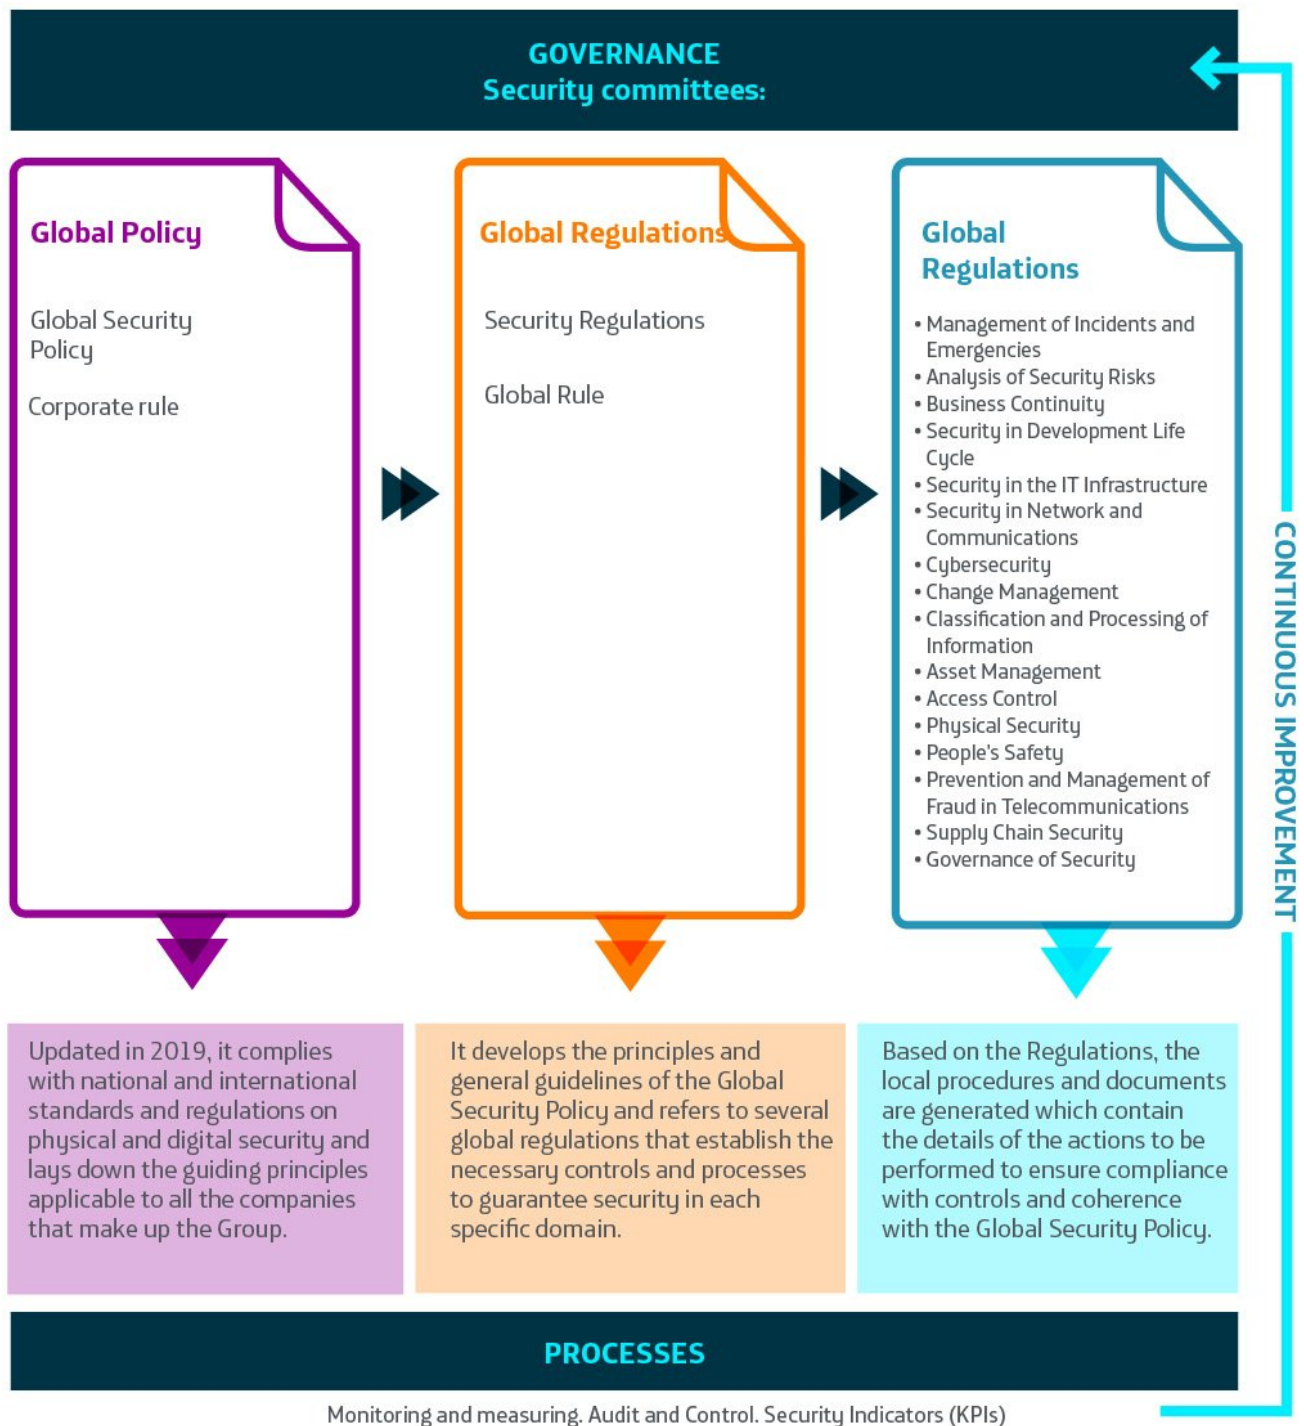 GOVERNANCE
Security committees:
Global Policy
Global Security
Policy
Corporate rule
Global Regulations
Security Regulations
Global Rule
Global
Regulations
• Management of Incidents and
Emergencies
• Analysis of Security Risks
• Business Continuity
• Security in Development Life
Cycle
• Security in the IT Infrastructure
• Security in Network and
Communications
• Cybersecurity
• Change Management
• Classification and Processing of
Information
• Asset Management
• Access Control
• Physical Security
• People's Safety
• Prevention and Management of
Fraud in Telecommunications
• Supply Chain Security
• Governance of Security
CONTINUOUS IMPROVEMENT
Updated in 2019, it complies
with national and international
standards and regulations on
physical and digital security and
lays down the guiding principles
applicable to all the companies
that make up the Group.
It develops the principles and
general guidelines of the Global
Security Policy and refers to several
global regulations that establish the
necessary controls and processes
to guarantee security in each
specific domain.
Based on the Regulations, the
local procedures and documents
are generated which contain
the details of the actions to be
performed to ensure compliance
with controls and coherence
with the Global Security Policy.
PROCESSES
Monitoring and measuring. Audit and Control. Security Indicators (KPIs)